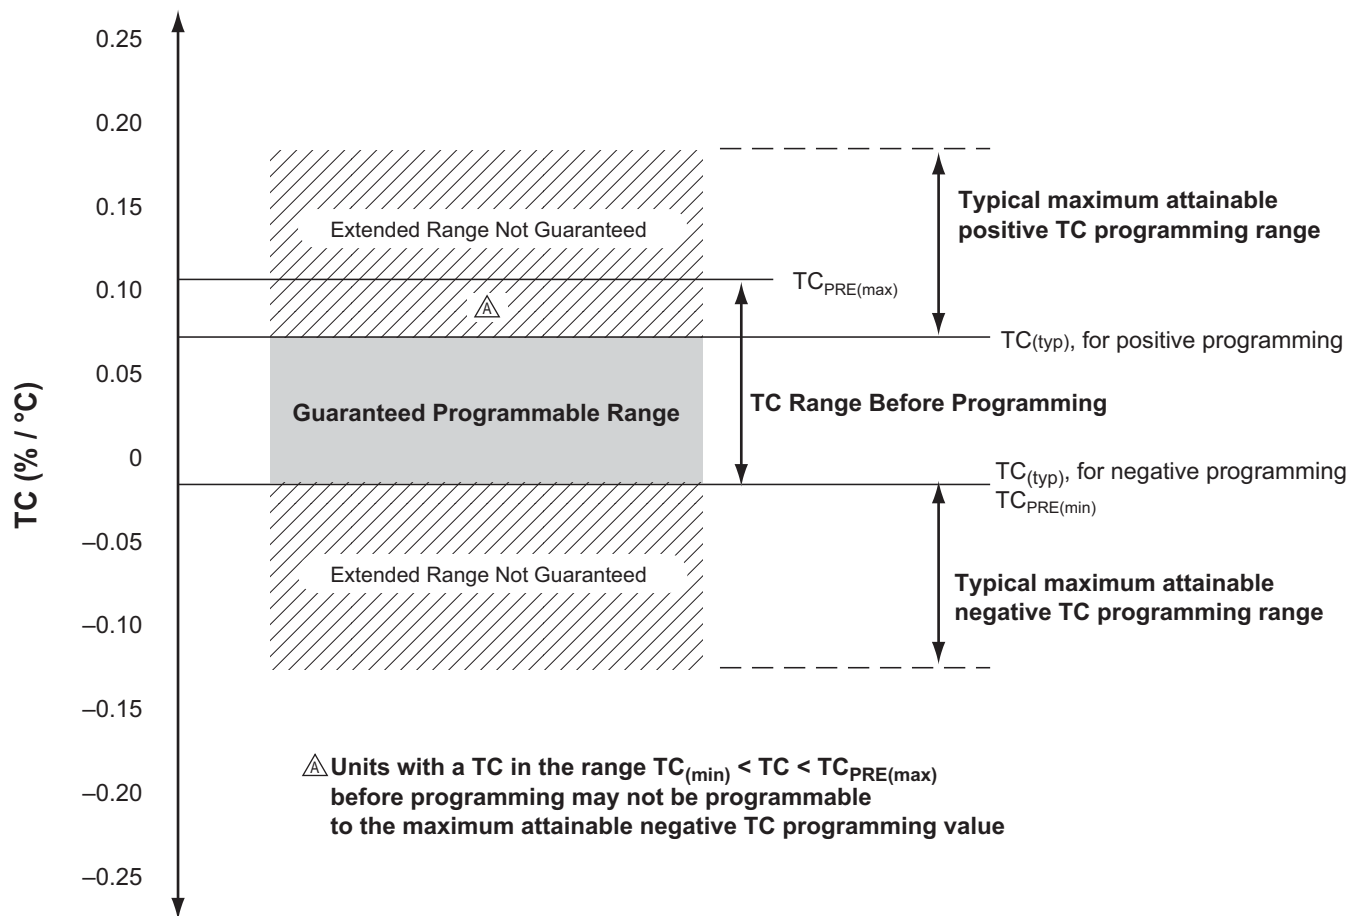 0.25
0.20
0.15
0.10
0.05
0
–0.05
–0.10
–0.15
–0.20
–0.25
TC (% / °C)
Extended Range Not Guaranteed
A
Guaranteed Programmable Range
Extended Range Not Guaranteed
Typical maximum attainable
positive TC programming range
TCPRE(max)
TC(typ), for positive programming
TC Range Before Programming
TC(typ), for negative programming
TCPRE(min)
Typical maximum attainable
negative TC programming range
A Units with a TC in the range TC(min) < TC < TCPRE(max)
before programming may not be programmable
to the maximum attainable negative TC programming value